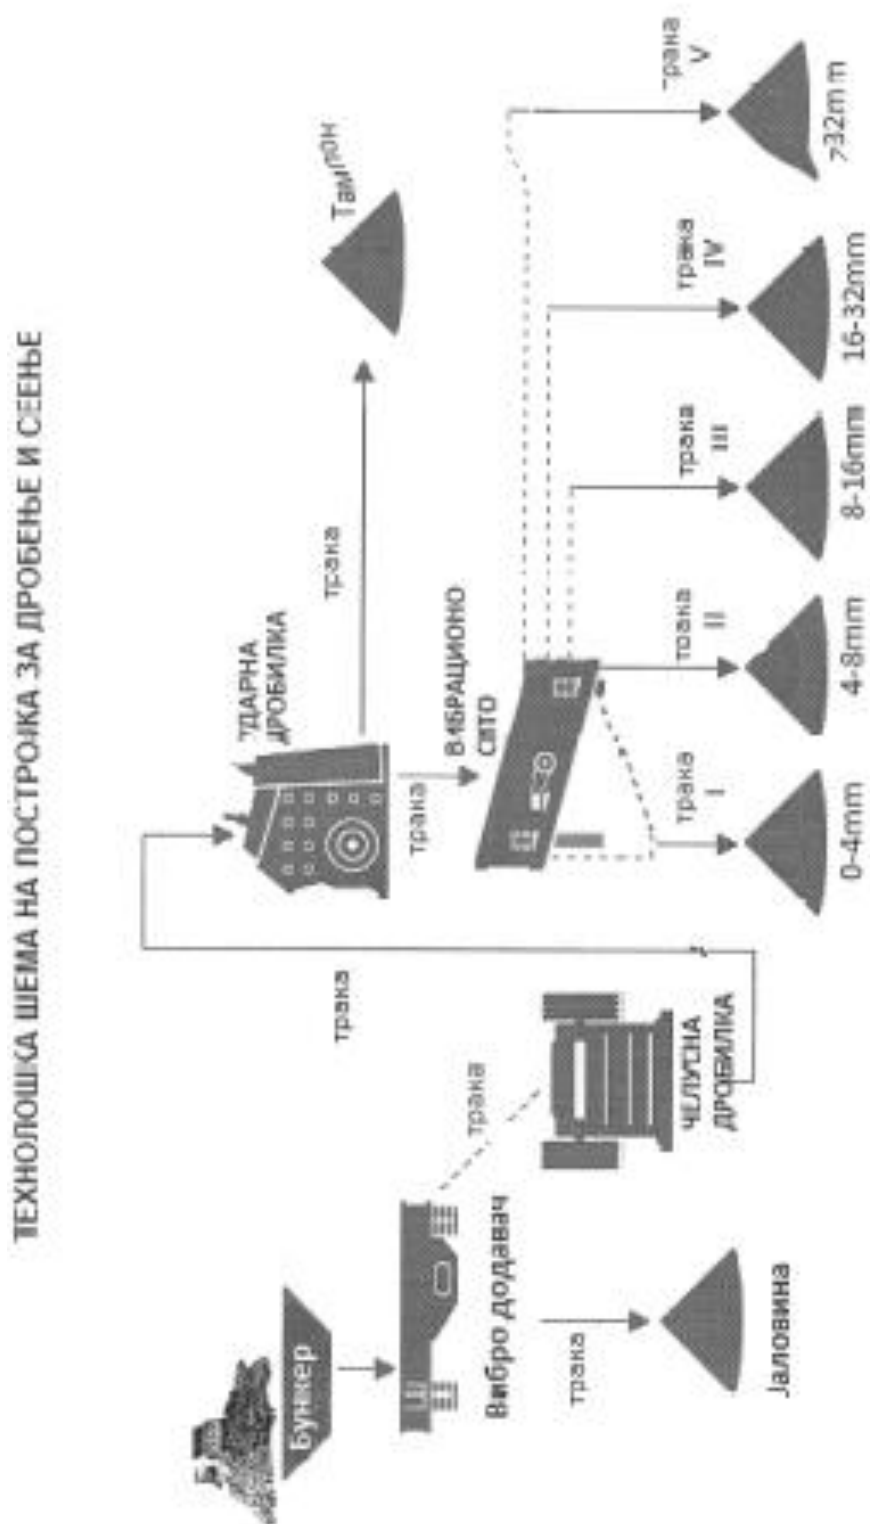 ТЕХНОЛОШКА ШЕМА НА ПОСТРОЈКА ЗА ДРОБЕЊЕ И СЕЕЊЕ
Бункер
Вибро додавач
трака
Јаловина
трака
ЧЕЛУСНА
ДРОБИЛКА
трака
УДАРНА
ДРОБИЛКА
трака
Тампон
трака
ВИБРАЦИОНО
СИТО
трака
I
трака
II
трака
III
трака
IV
трака
V
0-4mm
4-8mm
8-16mm
16-32mm
>32mm